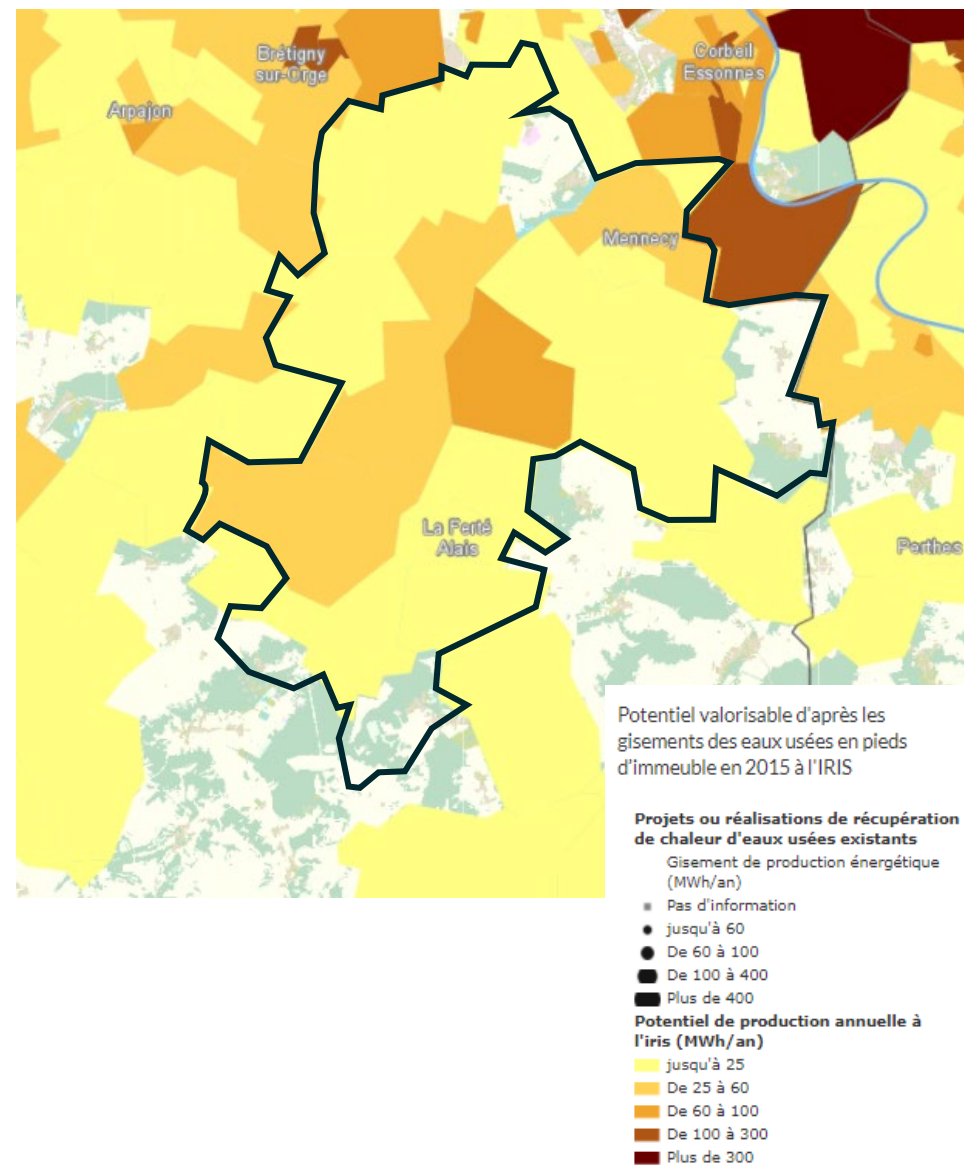 Brétigny
sur-Orge
Corbeil
Essonnes
Arpajon
Mennecy
La Ferté
Alais
Perthes
Potentiel valorisable d'après les
gisements des eaux usées en pieds
d'immeuble en 2015 à l'IRIS
Projets ou réalisations de récupération
de chaleur d'eaux usées existants
Gisement de production énergétique
(MWh/an)
Pas d'information
jusqu'à 60
De 60 à 100
De 100 à 400
Plus de 400
Potentiel de production annuelle à
l'iris (MWh/an)
jusqu'à 25
De 25 à 60
De 60 à 100
De 100 à 300
Plus de 300